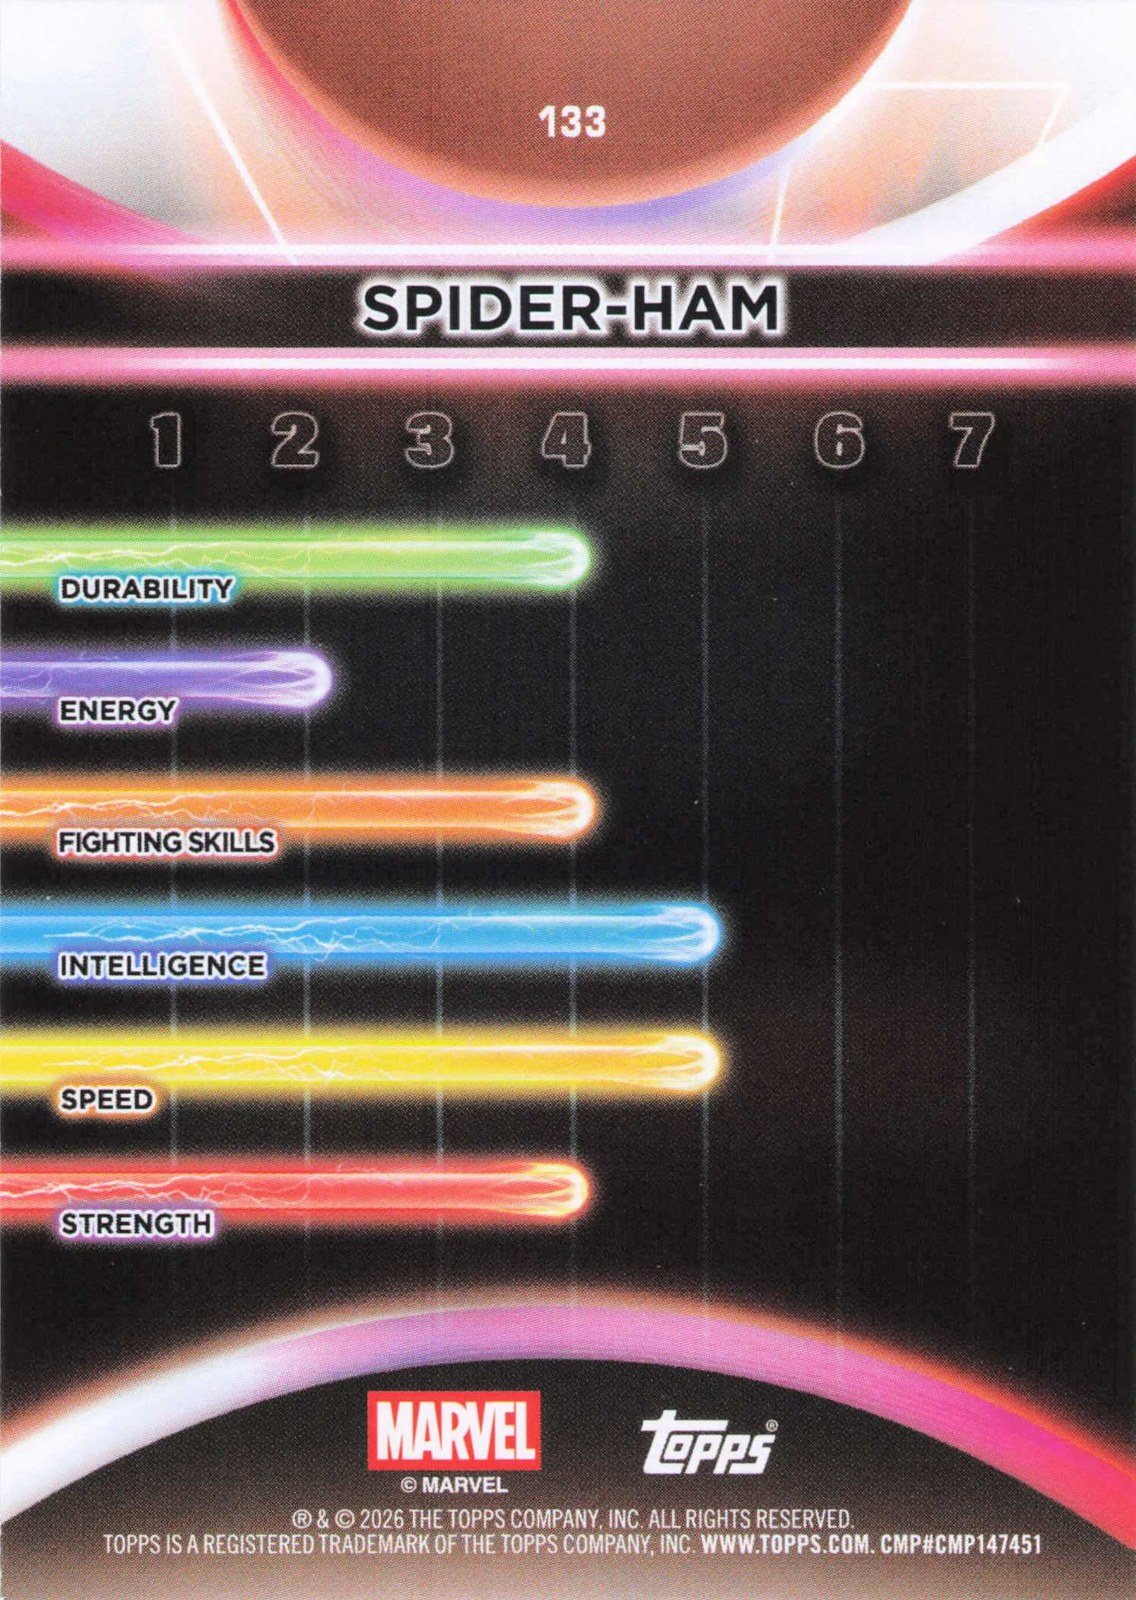 133
SPIDER-HAM
1 2 3 4 5 6 7
DURABILITY
ENERGY
FIGHTING SKILLS
INTELLIGENCE
SPEED
STRENGTH
MARVEL
© MARVEL
Topps®
® & © 2026 THE TOPPS COMPANY, INC. ALL RIGHTS RESERVED.
TOPPS IS A REGISTERED TRADEMARK OF THE TOPPS COMPANY, INC. WWW.TOPPS.COM. CMP#CMP147451